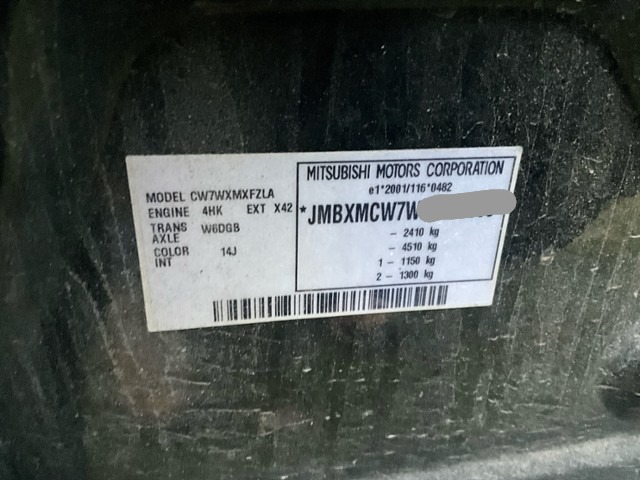 MODEL CW7WXMXFZLA
ENGINE 4HK EXT X42
TRANS AXLE W6DGB
COLOR INT 14J
MITSUBISHI MOTORS CORPORATION
e1*2001/116*0482
*JMBXMCW7W
- 2410 kg
- 4510 kg
1 - 1150 kg
2 - 1300 kg